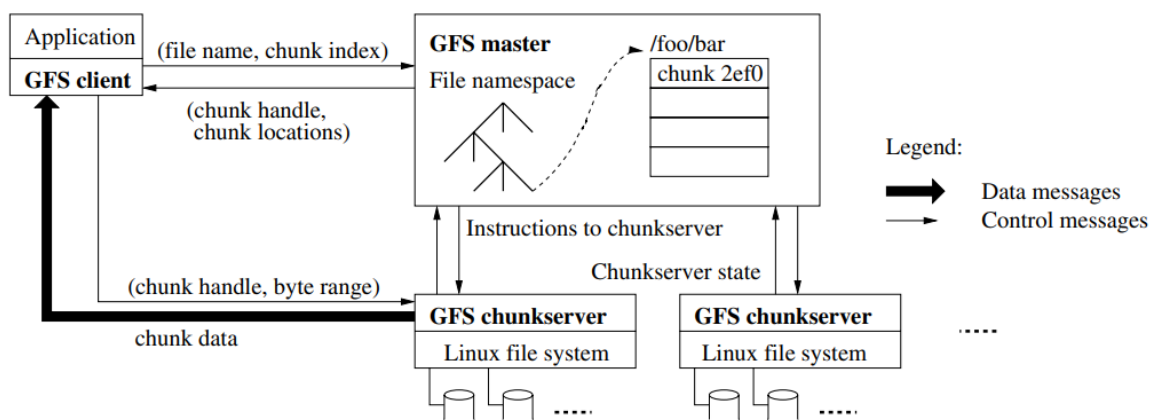 Application
GFS client
(file name, chunk index)
(chunk handle,
chunk locations)
GFS master
File namespace
/foo/bar
chunk 2ef0
Legend:
Data messages
Control messages
Instructions to chunkserver
Chunkserver state
(chunk handle, byte range)
chunk data
GFS chunkserver
Linux file system
GFS chunkserver
Linux file system